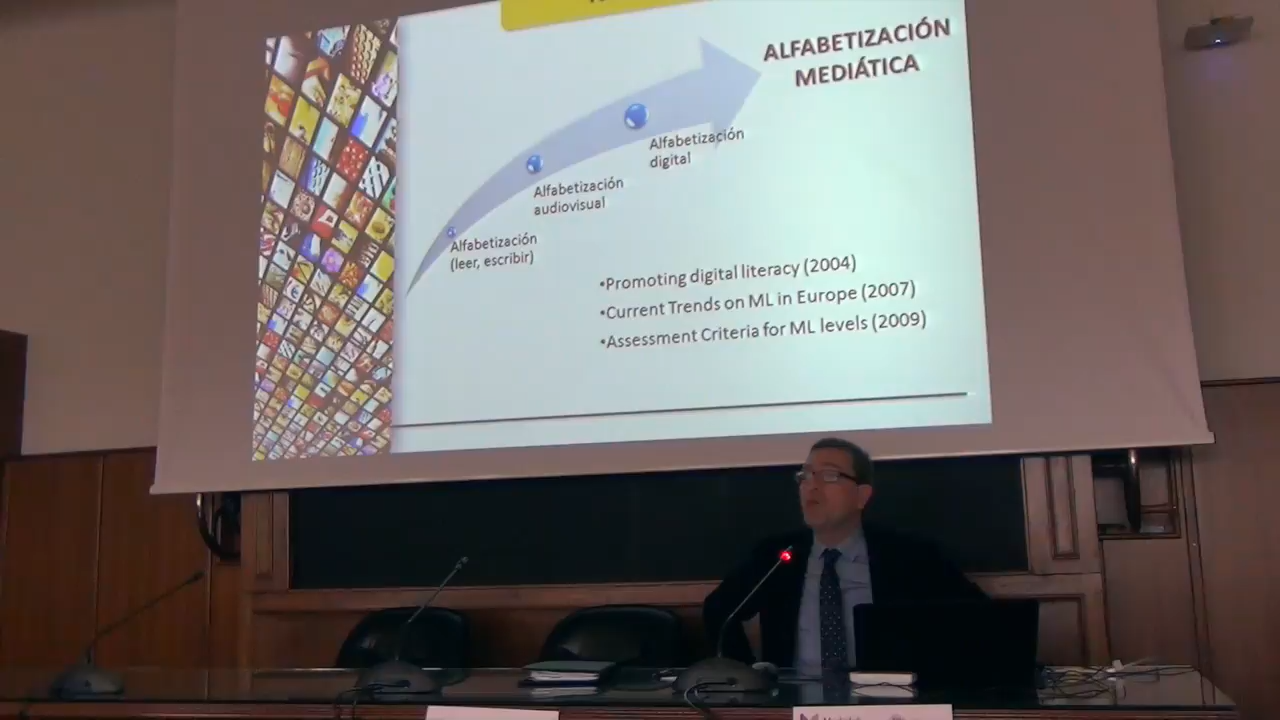 ALFABETIZACIÓN
MEDIÁTICA
Alfabetización
digital
Alfabetización
audiovisual
Alfabetización
(leer, escribir)
•Promoting digital literacy (2004)
•Current Trends on ML in Europe (2007)
•Assessment Criteria for ML levels (2009)